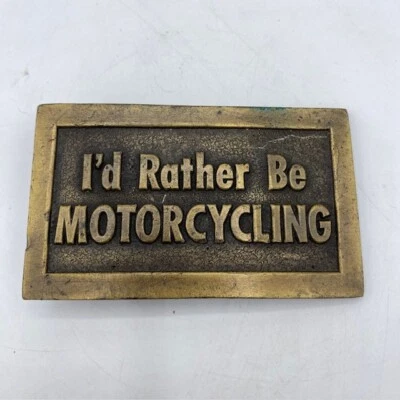 I'd Rather Be
MOTORCYCLING